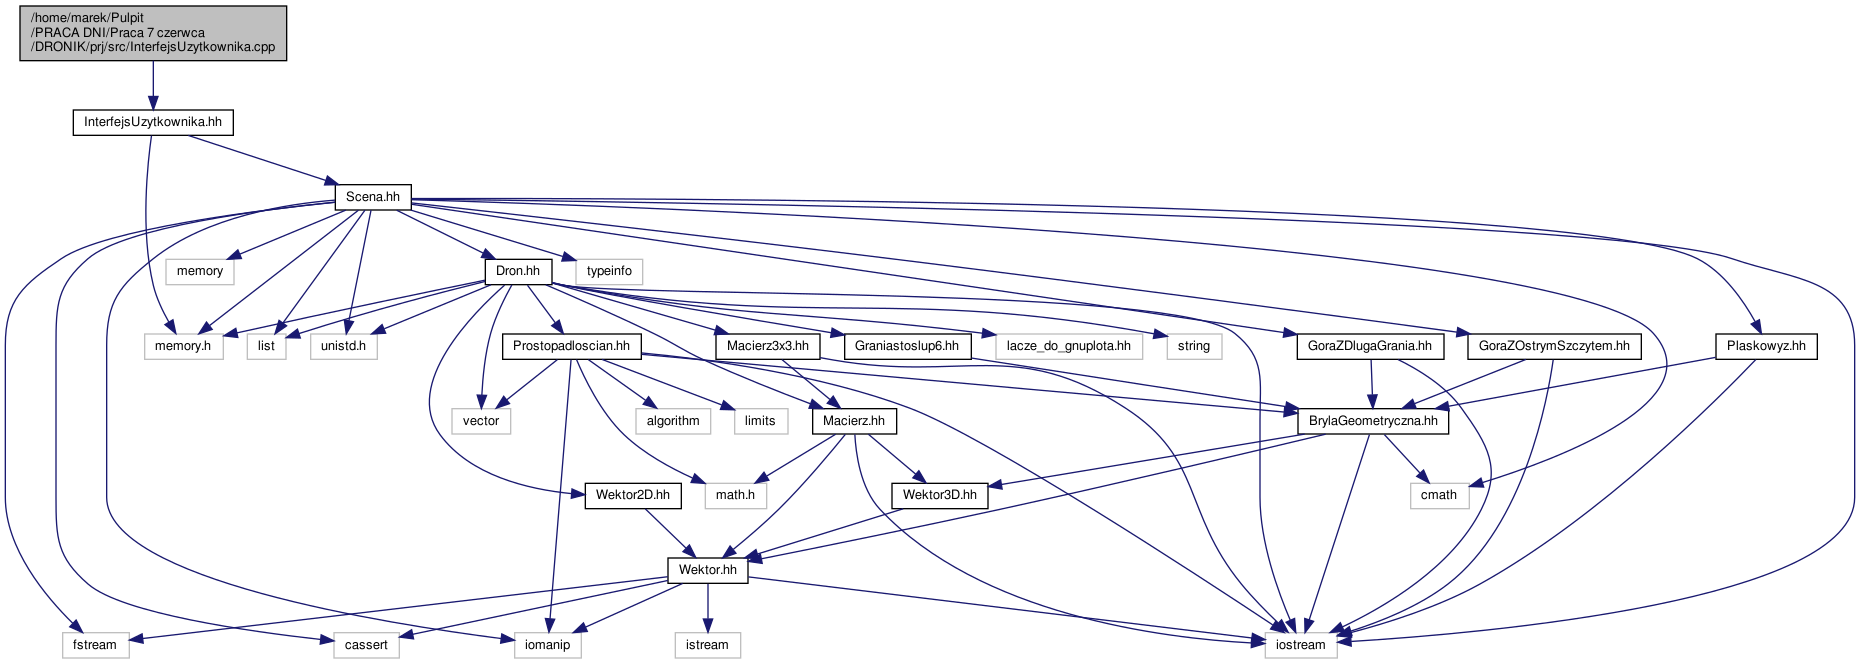 /home/marek/Pulpit
/PRACA DNI/Praca 7 czerwca
/DRONIK/prj/src/InterfejsUzytkownika.cpp
InterfejsUzytkownika.hh
Scena.hh
memory
Dron.hh
typeinfo
memory.h
list
unistd.h
Prostopadloscian.hh
Macierz3x3.hh
Graniastoslup6.hh
lacze_do_gnuplota.hh
string
GoraZDlugaGrania.hh
GoraZOstrymSzczytem.hh
Plaskowyz.hh
vector
algorithm
limits
Macierz.hh
BrylaGeometryczna.hh
Wektor2D.hh
math.h
Wektor3D.hh
cmath
Wektor.hh
fstream
cassert
iomanip
istream
iostream